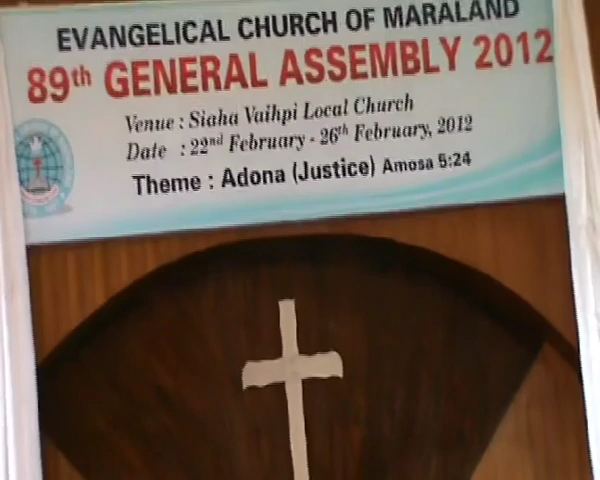 EVANGELICAL CHURCH OF MARALAND
89th GENERAL ASSEMBLY 2012
Venue : Siaha Vaihpi Local Church
Date : 22nd February - 26th February, 2012
Theme : Adona (Justice) Amosa 5:24